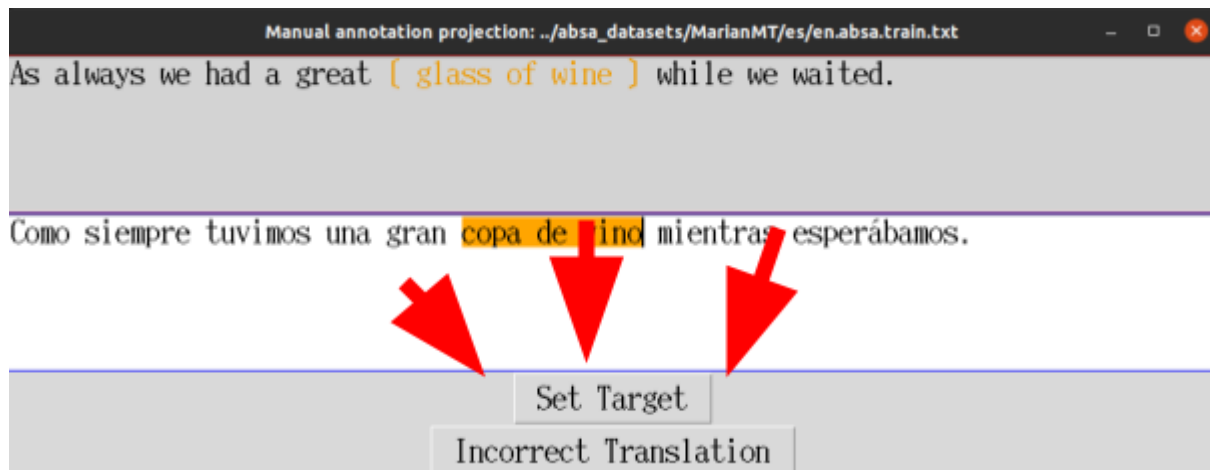 Manual annotation projection: ../absa_datasets/MarianMT/es/en.absa.train.txt
As always we had a great [ glass of wine ] while we waited.
Como siempre tuvimos una gran copa de vino mientras esperábamos.
Set Target
Incorrect Translation